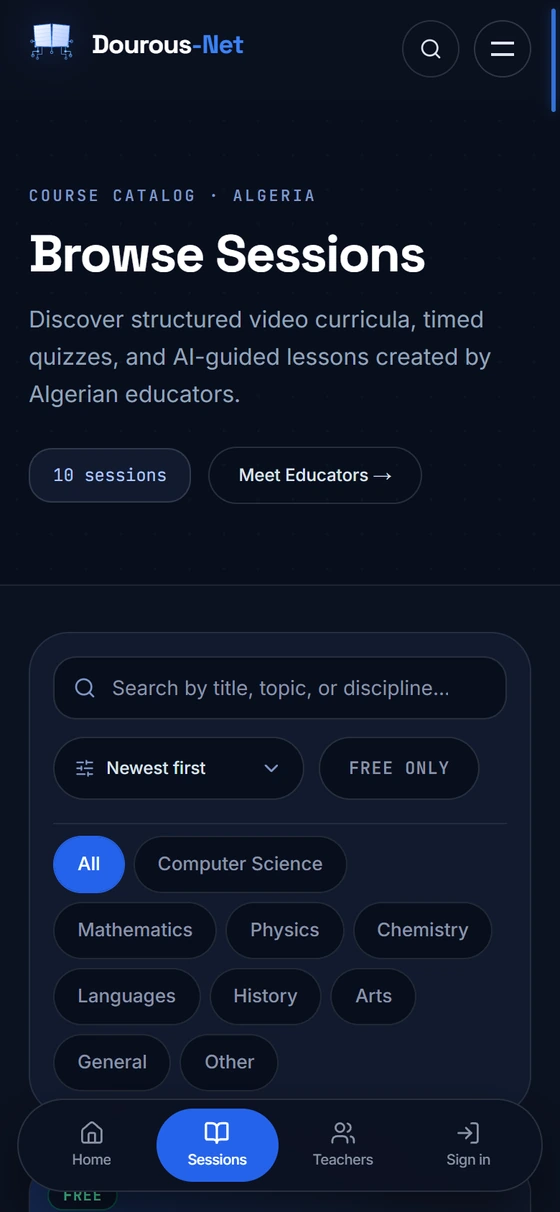 Dourous-Net
COURSE CATALOG · ALGERIA
Browse Sessions
Discover structured video curricula, timed
quizzes, and AI-guided lessons created by
Algerian educators.
10 sessions
Meet Educators →
Search by title, topic, or discipline...
Newest first
FREE ONLY
All
Computer Science
Mathematics
Physics
Chemistry
Languages
History
Arts
General
Other
Home
Sessions
Teachers
Sign in
FREE